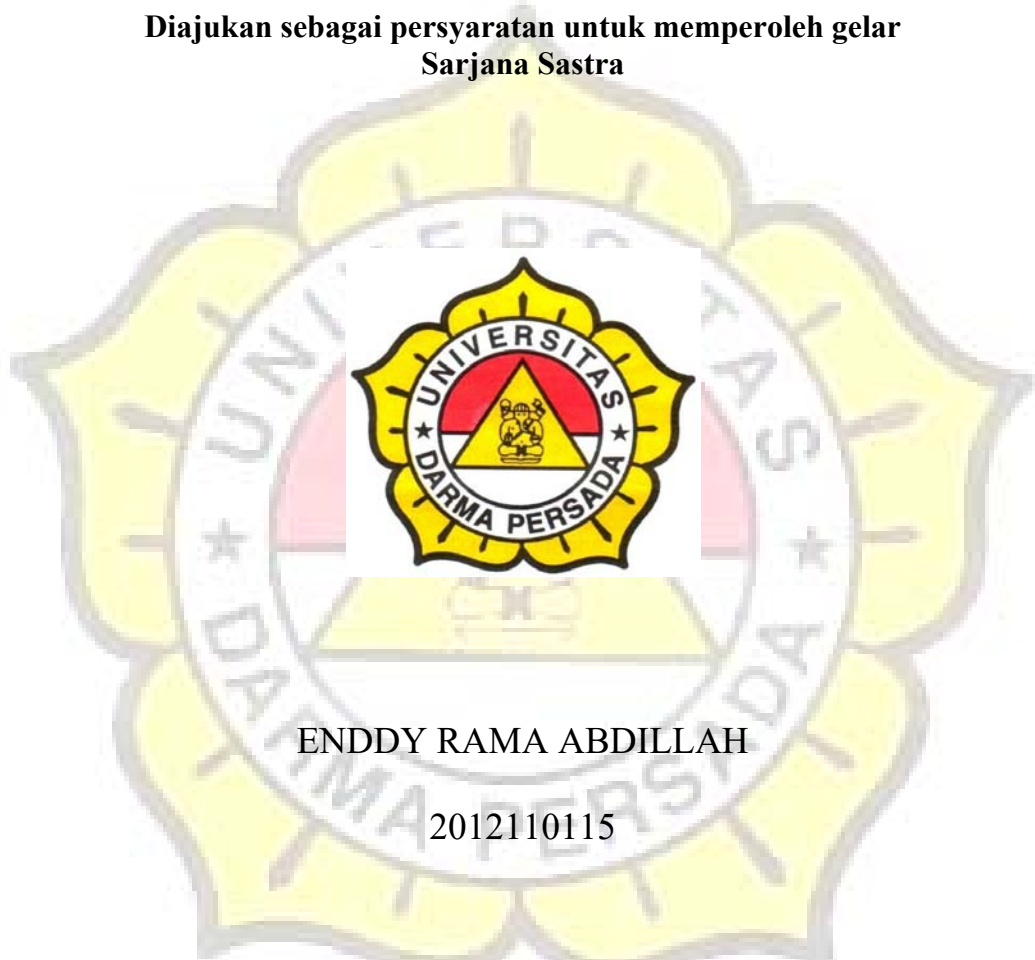 Diajukan sebagai persyaratan untuk memperoleh gelar
Sarjana Sastra
UNIVERSITAS
★ DARMA PERSADA ★
ENDDY RAMA ABDILLAH
2012110115